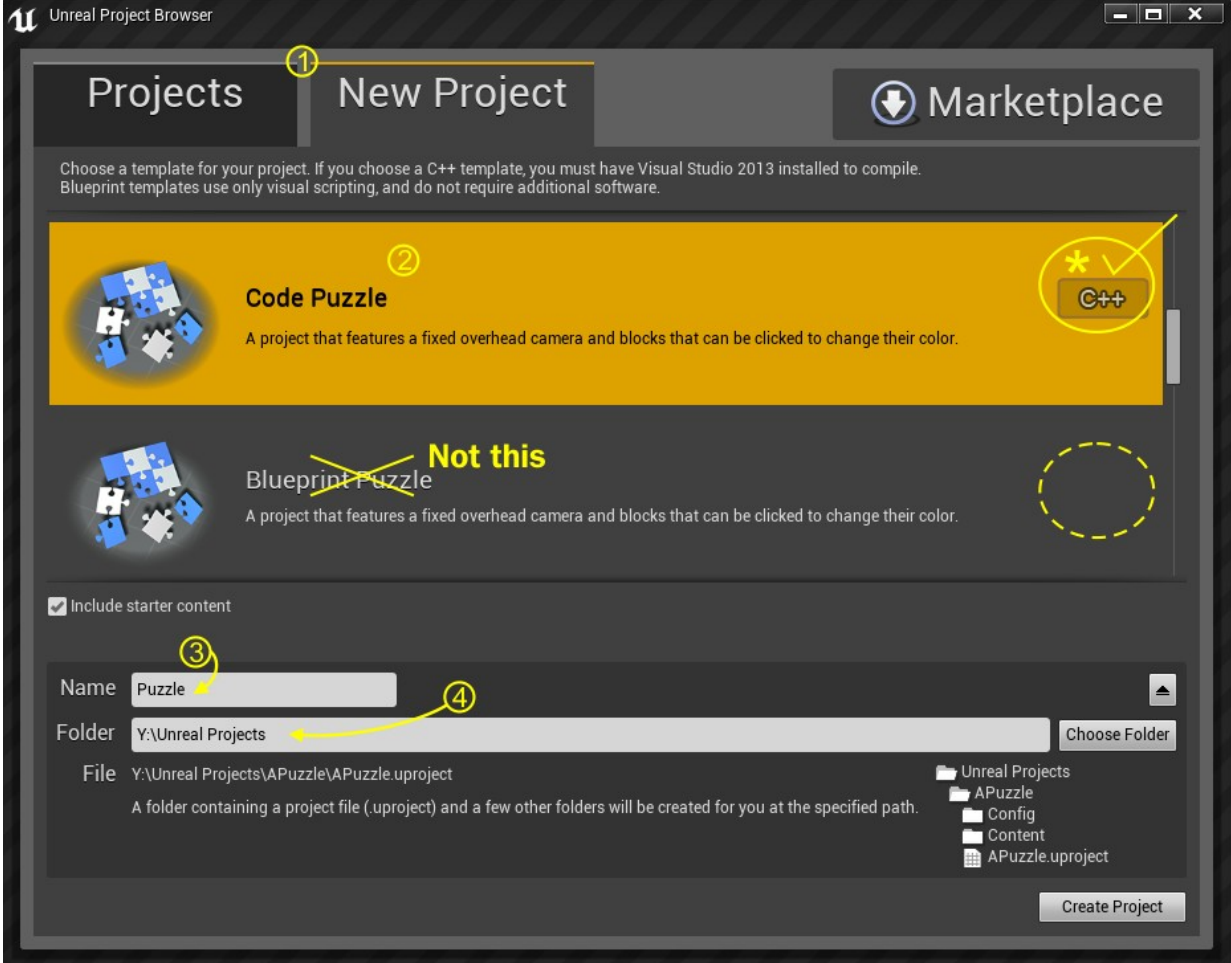 Unreal Project Browser
①
Projects
New Project
Marketplace
Choose a template for your project. If you choose a C++ template, you must have Visual Studio 2013 installed to compile.
Blueprint templates use only visual scripting, and do not require additional software.
②
*
Code Puzzle
C++
A project that features a fixed overhead camera and blocks that can be clicked to change their color.
Not this
Blueprint Puzzle
A project that features a fixed overhead camera and blocks that can be clicked to change their color.
Include starter content
③
Name Puzzle
④
Folder Y:\Unreal Projects
Choose Folder
File Y:\Unreal Projects\APuzzle\APuzzle.uproject
A folder containing a project file (.uproject) and a few other folders will be created for you at the specified path.
Unreal Projects
APuzzle
Config
Content
APuzzle.uproject
Create Project